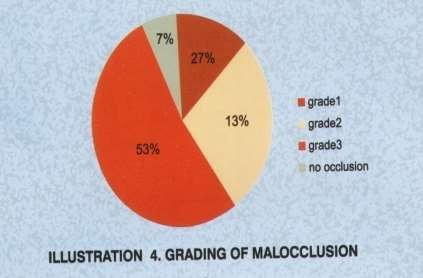 7%
27%
13%
53%
grade1
grade2
grade3
no occlusion
ILLUSTRATION 4. GRADING OF MALOCCLUSION